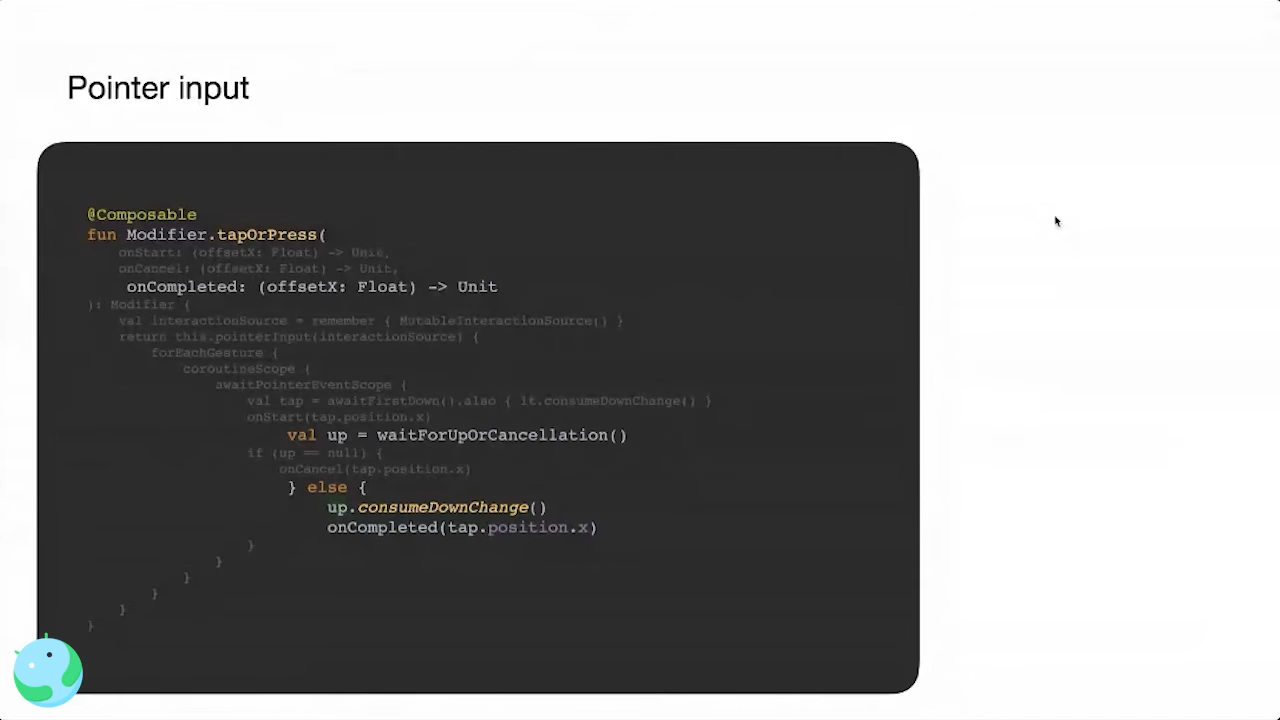 Pointer input
@Composable
fun Modifier.tapOrPress(
onStart: (offsetX: Float) -> Unit,
onCancel: (offsetX: Float) -> Unit,
onCompleted: (offsetX: Float) -> Unit
): Modifier {
val interactionSource = remember { MutableInteractionSource() }
return this.pointerInput(interactionSource) {
forEachGesture {
coroutineScope {
awaitPointerEventScope {
val tap = awaitFirstDown().also { it.consumeDownChange() }
onStart(tap.position.x)
val up = waitForUpOrCancellation()
if (up == null) {
onCancel(tap.position.x)
} else {
up.consumeDownChange()
onCompleted(tap.position.x)
}
}
}
}
}
}